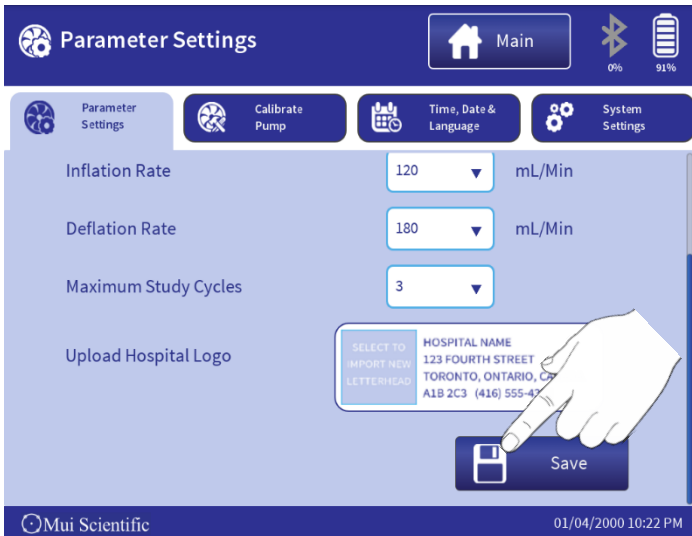 Parameter Settings
Main
0%
91%
Parameter
Settings
Calibrate
Pump
Time, Date &
Language
System
Settings
Inflation Rate
120
mL/Min
Deflation Rate
180
mL/Min
Maximum Study Cycles
3
Upload Hospital Logo
SELECT TO
IMPORT NEW
LETTERHEAD
HOSPITAL NAME
123 FOURTH STREET
TORONTO, ONTARIO,
A1B 2C3 (416)
Save
Mui Scientific
01/04/2000 10:22 PM